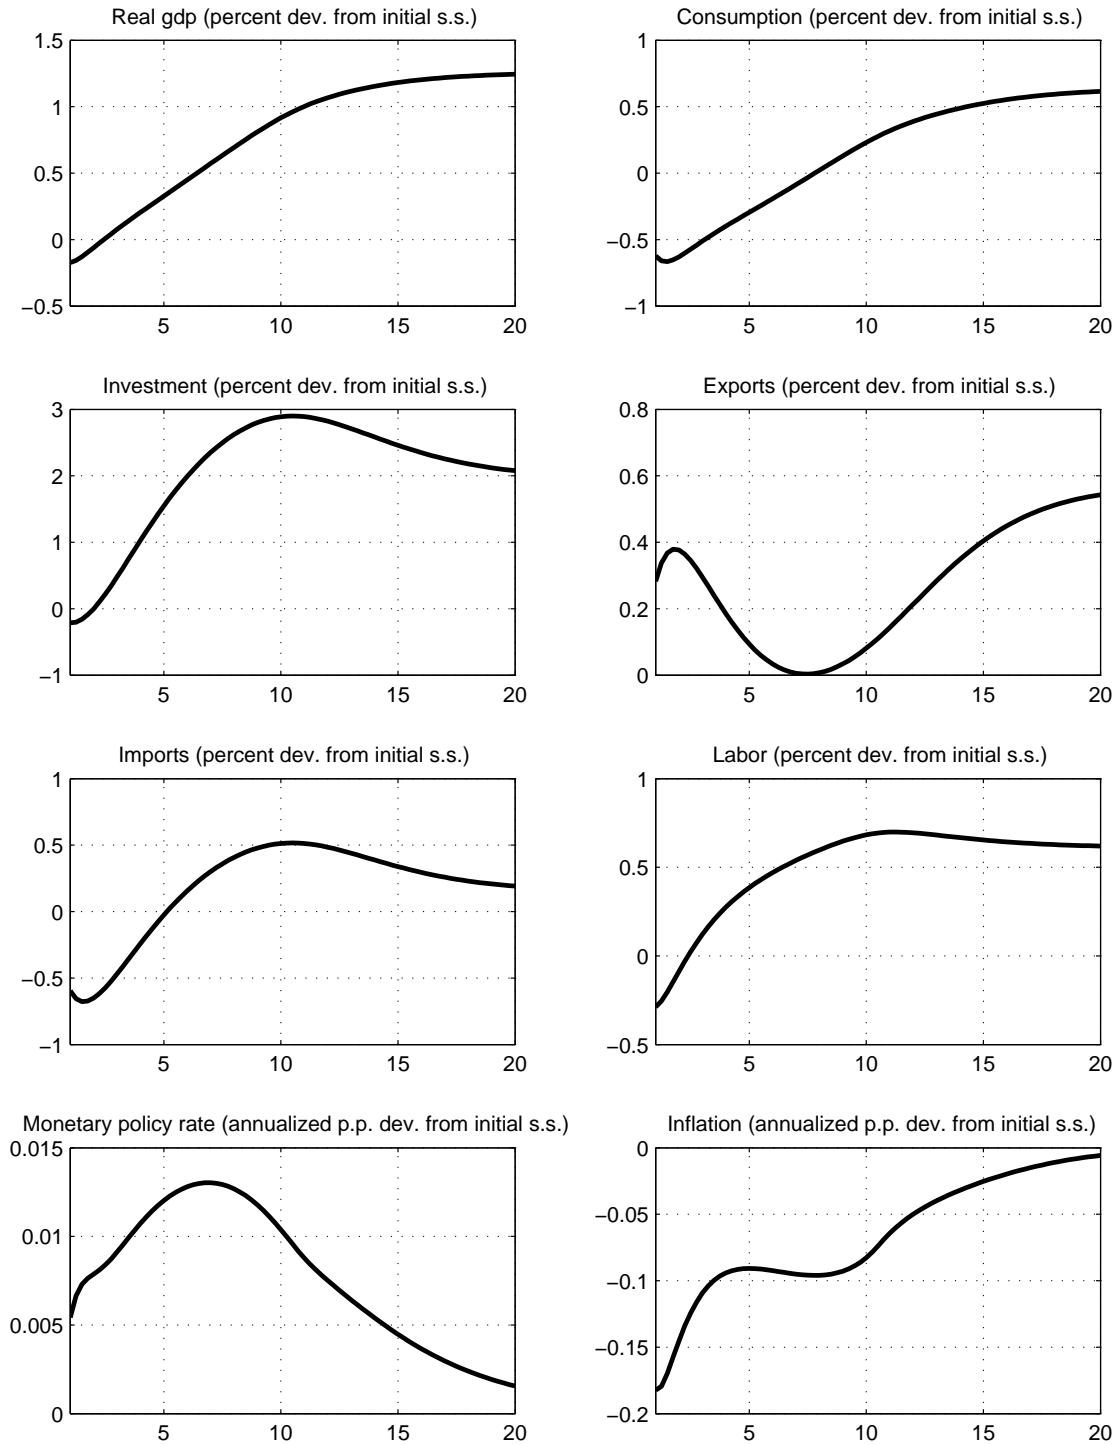 Real gdp (percent dev. from initial s.s.)
1.5
1
0.5
0
−0.5
5 10 15 20
Consumption (percent dev. from initial s.s.)
1
0.5
0
−0.5
−1
5 10 15 20
Investment (percent dev. from initial s.s.)
3
2
1
0
−1
5 10 15 20
Exports (percent dev. from initial s.s.)
0.8
0.6
0.4
0.2
0
5 10 15 20
Imports (percent dev. from initial s.s.)
1
0.5
0
−0.5
−1
5 10 15 20
Labor (percent dev. from initial s.s.)
1
0.5
0
−0.5
5 10 15 20
Monetary policy rate (annualized p.p. dev. from initial s.s.)
0.015
0.01
0.005
0
5 10 15 20
Inflation (annualized p.p. dev. from initial s.s.)
0
−0.05
−0.1
−0.15
−0.2
5 10 15 20